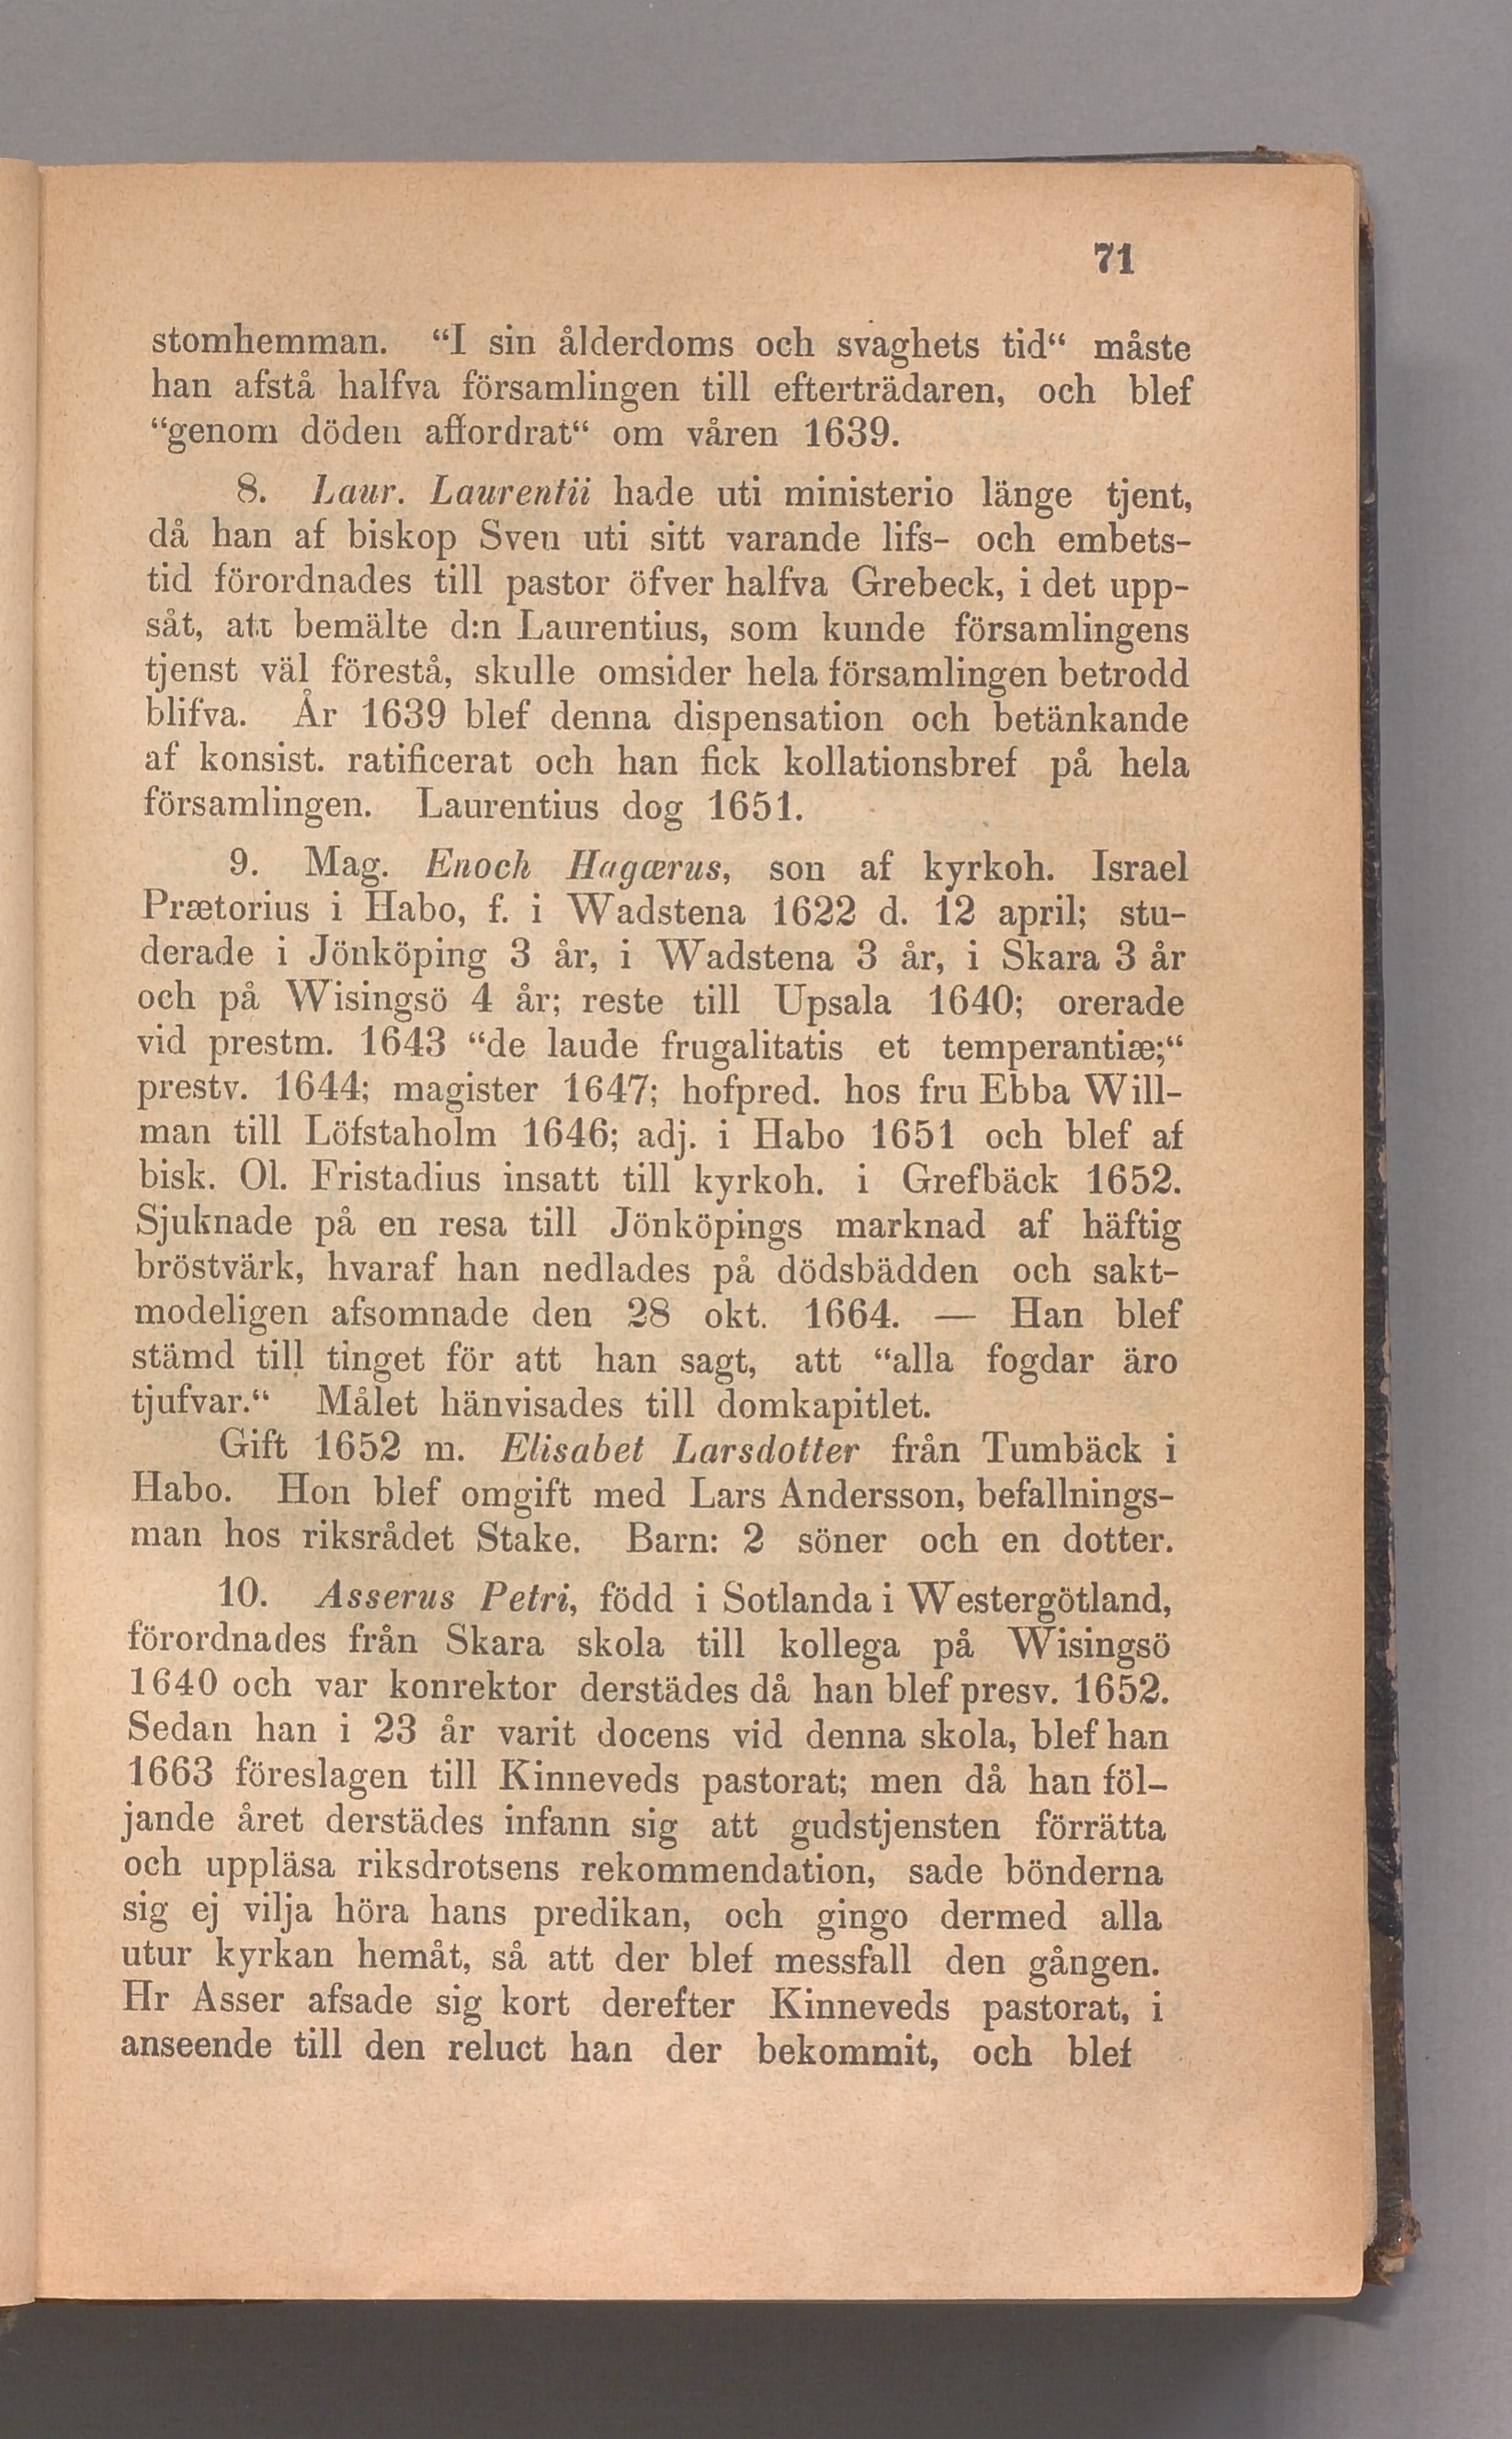 71
stomhemman. “I sin ålderdoms och svaghets tid“ måste
han afstå halfva församlingen till efterträdaren, och blef
“genom döden affordrat“ om våren 1639.
8. Laur. Laurentii hade uti ministerio länge tjent,
då han af biskop Sven uti sitt varande lifs- och embets-
tid förordnades till pastor öfver halfva Grebeck, i det upp-
såt, att bemälte d:n Laurentius, som kunde församlingens
tjenst väl förestå, skulle omsider hela församlingen betrodd
blifva. År 1639 blef denna dispensation och betänkande
af konsist. ratificerat och han fick kollationsbref på hela
församlingen. Laurentius dog 1651.
9. Mag. Enoch Hagærus, son af kyrkoh. Israel
Prætorius i Habo, f. i Wadstena 1622 d. 12 april; stu-
derade i Jönköping 3 år, i Wadstena 3 år, i Skara 3 år
och på Wisingsö 4 år; reste till Upsala 1640; orerade
vid prestm. 1643 “de laude frugalitatis et temperantiæ;“
prestv. 1644; magister 1647; hofpred. hos fru Ebba Will-
man till Löfstaholm 1646; adj. i Habo 1651 och blef af
bisk. Ol. Fristadius insatt till kyrkoh. i Grefbäck 1652.
Sjuknade på en resa till Jönköpings marknad af häftig
bröstvärk, hvaraf han nedlades på dödsbädden och sakt-
modeligen afsomnade den 28 okt. 1664. — Han blef
stämd till tinget för att han sagt, att “alla fogdar äro
tjufvar.“ Målet hänvisades till domkapitlet.
Gift 1652 m. Elisabet Larsdotter från Tumbäck i
Habo. Hon blef omgift med Lars Andersson, befallnings-
man hos riksrådet Stake. Barn: 2 söner och en dotter.
10. Asserus Petri, född i Sotlanda i Westergötland,
förordnades från Skara skola till kollega på Wisingsö
1640 och var konrektor derstädes då han blef presv. 1652.
Sedan han i 23 år varit docens vid denna skola, blef han
1663 föreslagen till Kinneveds pastorat; men då han föl-
jande året derstädes infann sig att gudstjensten förrätta
och uppläsa riksdrotsens rekommendation, sade bönderna
sig ej vilja höra hans predikan, och gingo dermed alla
utur kyrkan hemåt, så att der blef messfall den gången.
Hr Asser afsade sig kort derefter Kinneveds pastorat, i
anseende till den reluct han der bekommit, och blef